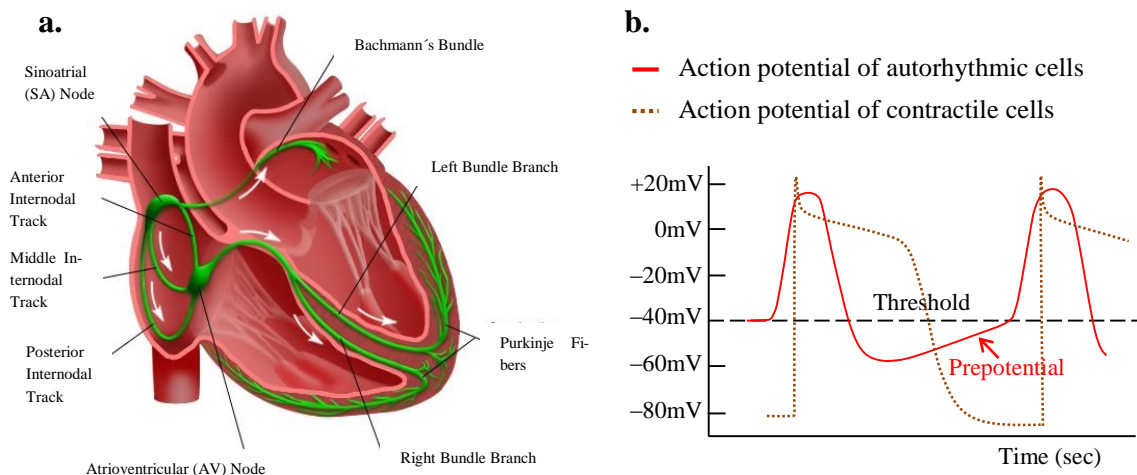 a.
Bachmann´s Bundle
Sinoatrial
(SA) Node
Left Bundle Branch
Anterior
Internodal
Track
Middle In-
ternodal
Track
Posterior
Internodal
Track
Purkinje Fi-
bers
Right Bundle Branch
Atrioventricular (AV) Node
b.
Action potential of autorhythmic cells
Action potential of contractile cells
+20mV
0mV
−20mV
−40mV
−60mV
−80mV
Threshold
Prepotential
Time (sec)